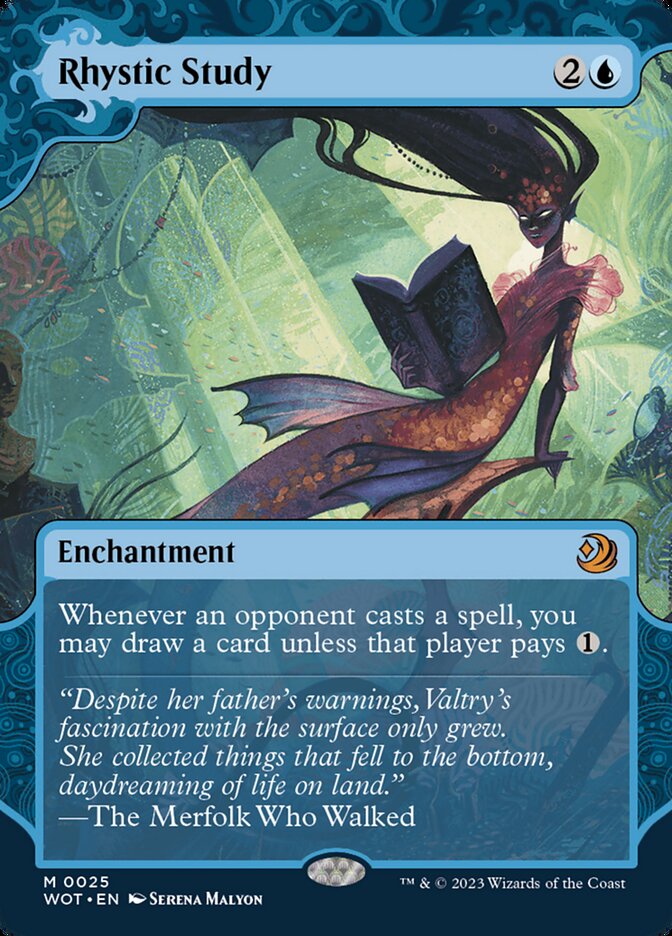 Rhystic Study 2
Enchantment
Whenever an opponent casts a spell, you
may draw a card unless that player pays 1.
“Despite her father’s warnings, Valtry’s
fascination with the surface only grew.
She collected things that fell to the bottom,
daydreaming of life on land.”
—The Merfolk Who Walked
M 0025
WOT • EN Serena Malyon
™ & © 2023 Wizards of the Coast